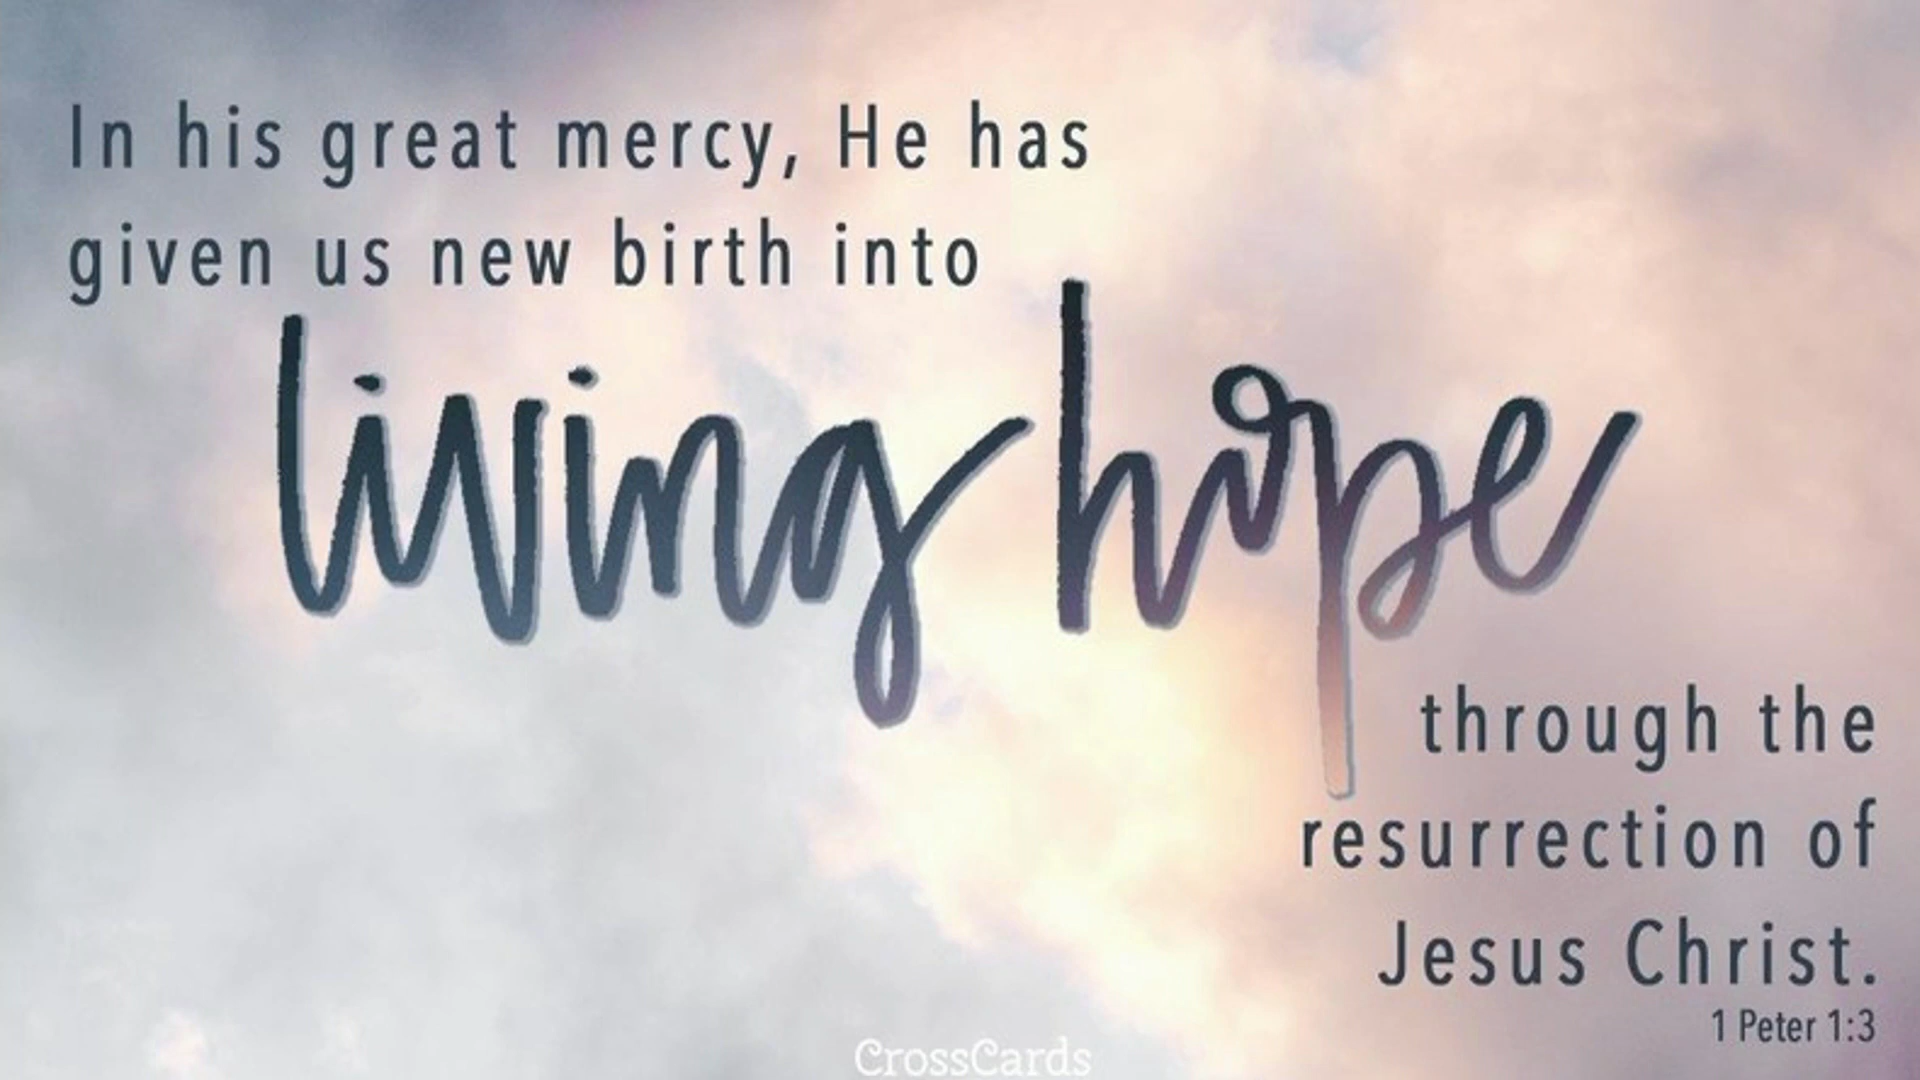 In his great mercy, He has
given us new birth into
living hope
through the
resurrection of
Jesus Christ.
1 Peter 1:3
CrossCards